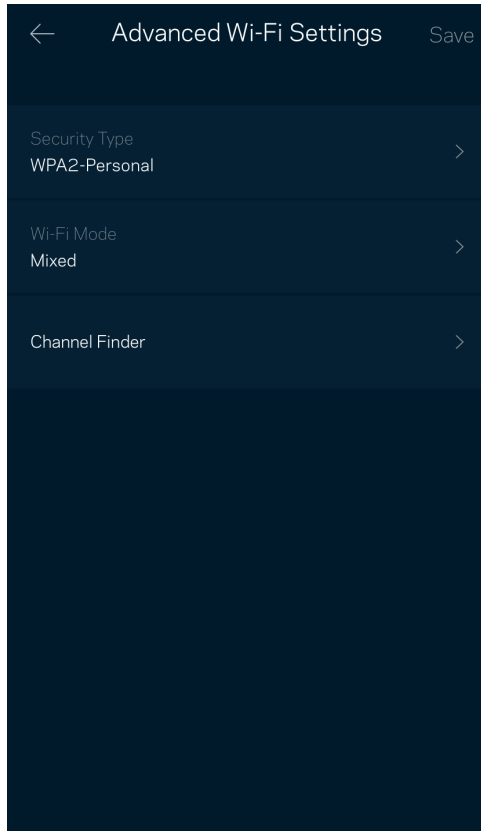 Advanced Wi-Fi Settings
Save
Security Type
WPA2-Personal
Wi-Fi Mode
Mixed
Channel Finder